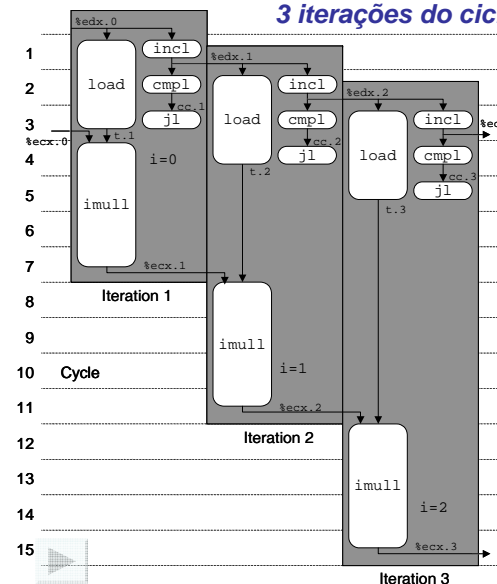 3 iterações do cic
%edx.0
1
incl
%edx.1
load
2
cmpl
incl
%edx.2
cc.1
load
3
jl
cmpl
incl
%ec
%ecx.0
t.1
cc.2
load
4
i=0
jl
cmpl
t.2
cc.3
5
imull
jl
t.3
6
7
%ecx.1
8
Iteration 1
9
imull
10
Cycle
i=1
11
%ecx.2
12
Iteration 2
13
imull
14
i=2
15
%ecx.3
Iteration 3